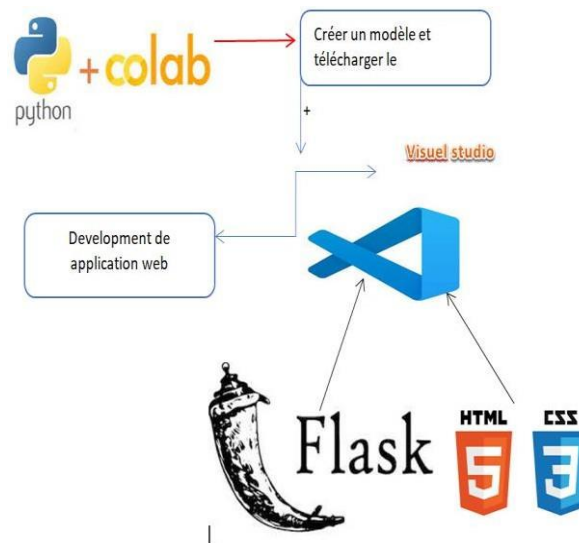 Créer un modèle et
télécharger le
+ colab
python
+
Visuel studio
Development de
application web
Flask
HTML
CSS
5
3